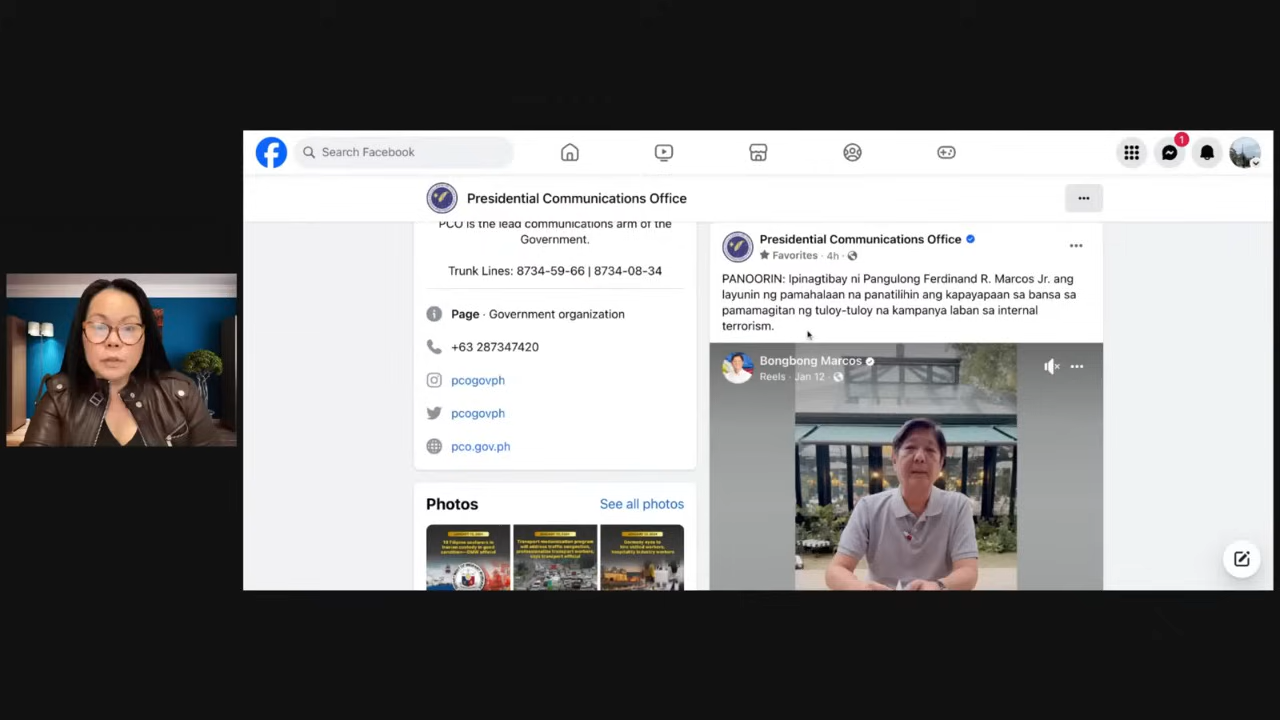 Search Facebook
1
Presidential Communications Office
PCO is the lead communications arm of the
Government.
Trunk Lines: 8734-59-66 | 8734-08-34
Page · Government organization
+63 287347420
pcogovph
pcogovph
pco.gov.ph
Photos
See all photos
Presidential Communications Office
Favorites · 4h ·
PANOORIN: Ipinagtibay ni Pangulong Ferdinand R. Marcos Jr. ang
layunin ng pamahalaan na panatilihin ang kapayapaan sa bansa sa
pamamagitan ng tuloy-tuloy na kampanya laban sa internal
terrorism.
Bongbong Marcos
Reels · Jan 12 ·